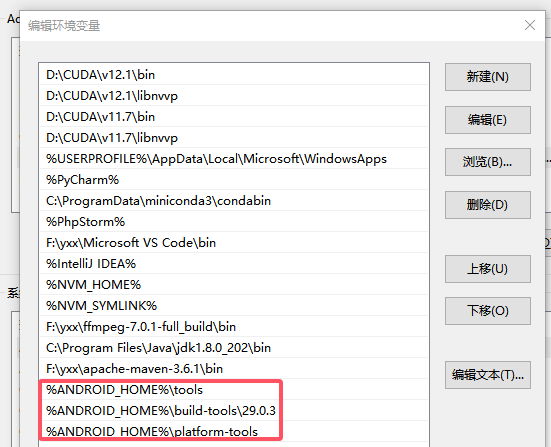 Ad
编辑环境变量
D:\CUDA\v12.1\bin
D:\CUDA\v12.1\libnvvp
D:\CUDA\v11.7\bin
D:\CUDA\v11.7\libnvvp
%USERPROFILE%\AppData\Local\Microsoft\WindowsApps
%PyCharm%
C:\ProgramData\miniconda3\condabin
%PhpStorm%
F:\yxx\Microsoft VS Code\bin
%IntelliJ IDEA%
%NVM_HOME%
%NVM_SYMLINK%
F:\yxx\ffmpeg-7.0.1-full_build\bin
C:\Program Files\Java\jdk1.8.0_202\bin
F:\yxx\apache-maven-3.6.1\bin
%ANDROID_HOME%\tools
%ANDROID_HOME%\build-tools\29.0.3
%ANDROID_HOME%\platform-tools
新建(N)
编辑(E)
浏览(B)...
删除(D)
上移(U)
下移(O)
编辑文本(T)...
系